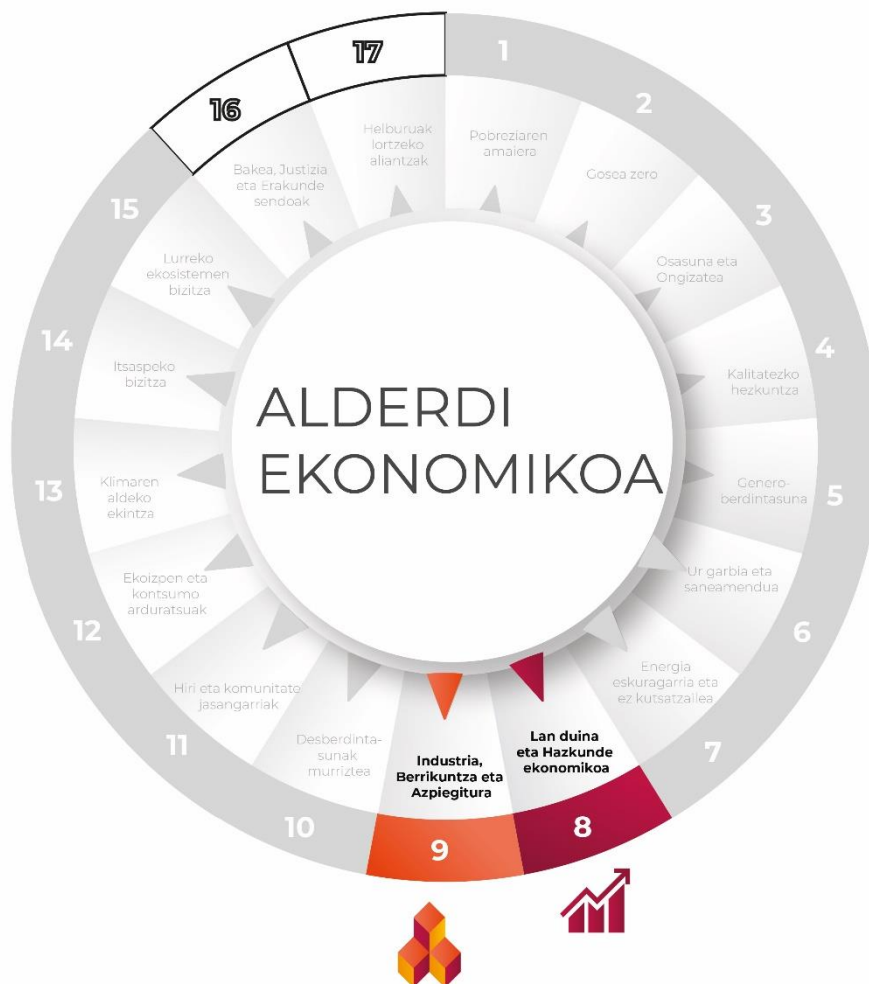 ALDERDI
EKONOMIKOA
1
Pobreziaren
amaiera
2
Gosea zero
3
Osasuna eta
Ongizatea
4
Kalitatezko
hezkuntza
5
Genero-
berdintasuna
6
Ur garbia eta
saneamendua
7
Energia
eskuragarria eta
ez kutsatzailea
8
Lan duina
eta Hazkunde
ekonomikoa
9
Industria,
Berrikuntza eta
Azpiegitura
10
Desberdinta-
sunak
murriztea
11
Hiri eta komunitate
jasangarriak
12
Ekoizpen eta
kontsumo
arduratsuak
13
Klimaren
aldeko
ekintza
14
Itsaspeko
bizitza
15
Lurreko
ekosistemen
bizitza
16
Bakea, Justizia
eta Erakunde
sendoak
17
Helburuak
lortzeko
aliantzak